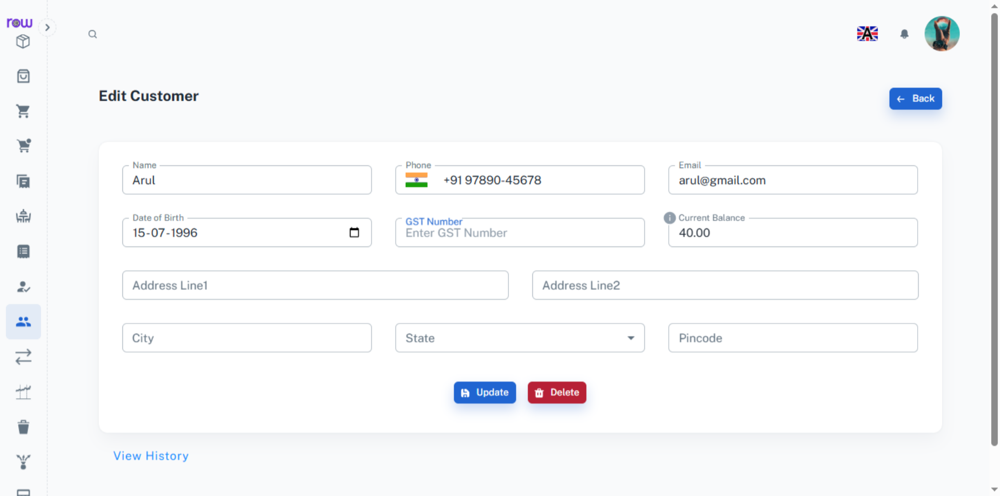 row
A
Edit Customer
Back
Name
Arul
Phone
+91 97890-45678
Email
arul@gmail.com
Date of Birth
15-07-1996
GST Number
Enter GST Number
Current Balance
40.00
Address Line1
Address Line2
City
State
Pincode
Update
Delete
View History